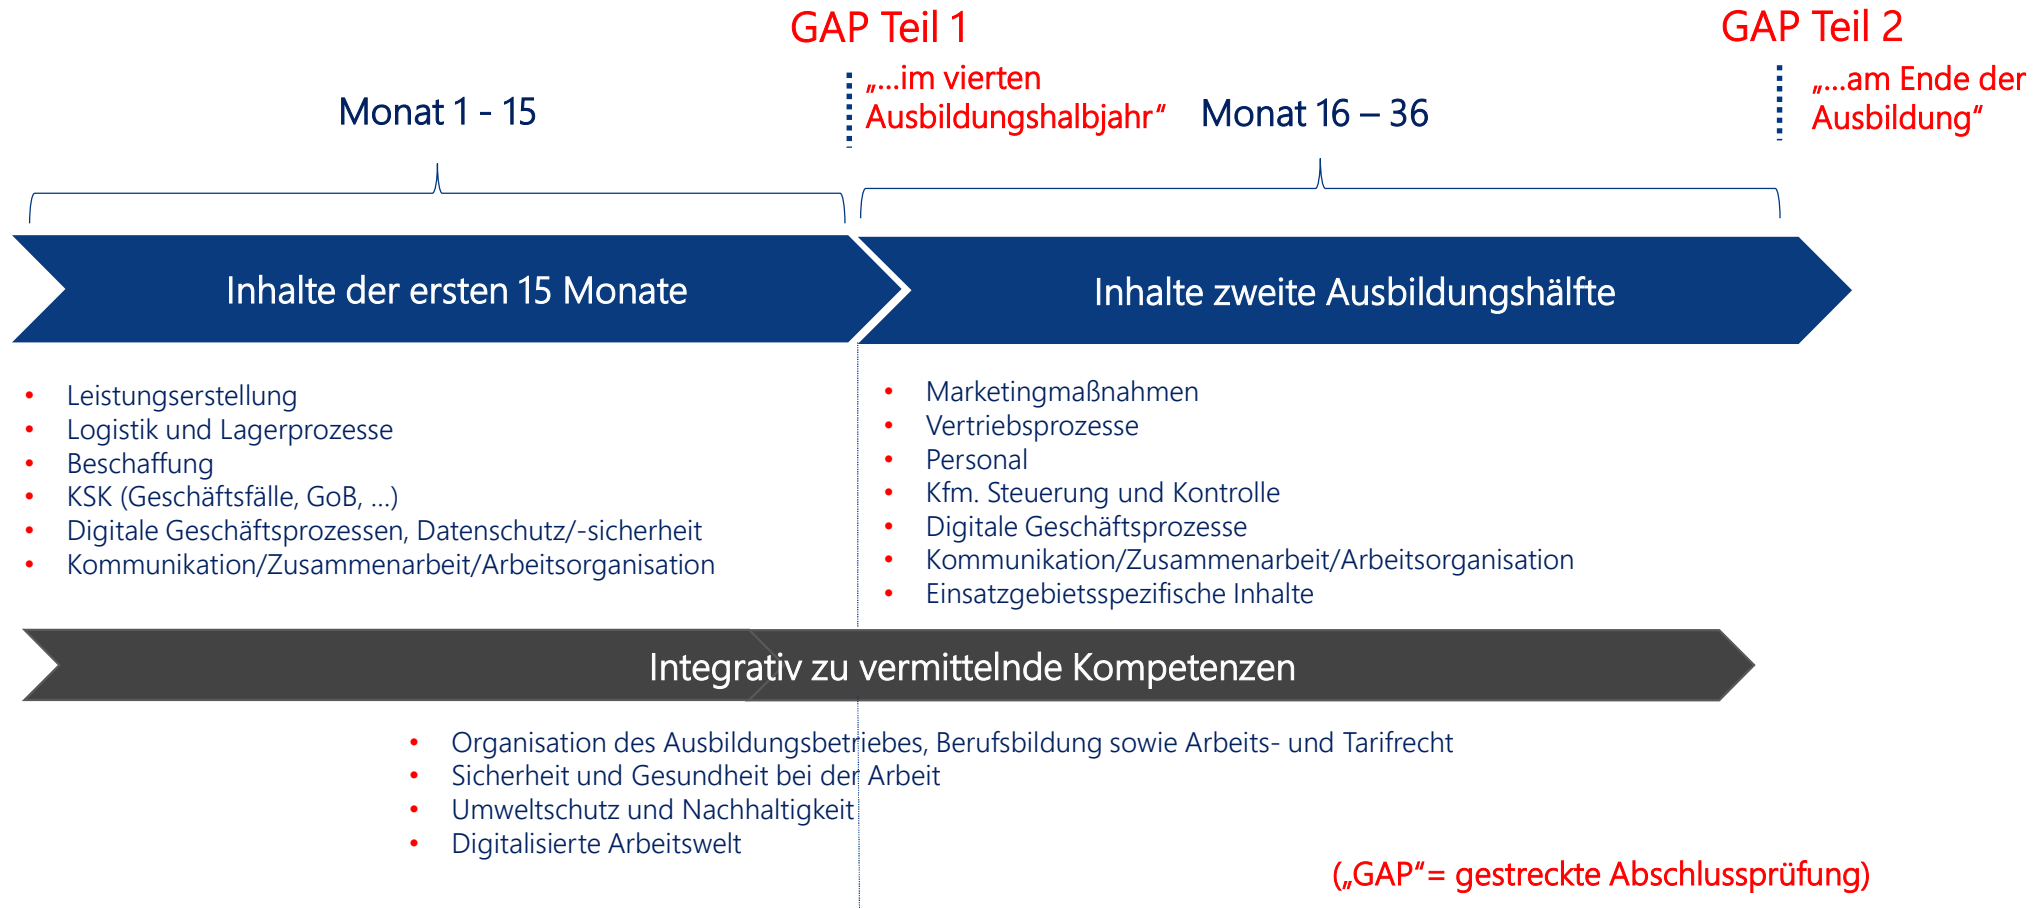 GAP Teil 1
„...im vierten
Ausbildungshalbjahr“
GAP Teil 2
„...am Ende der
Ausbildung“
Monat 1 - 15
Monat 16 – 36
Inhalte der ersten 15 Monate
Inhalte zweite Ausbildungshälfte
• Leistungserstellung
• Logistik und Lagerprozesse
• Beschaffung
• KSK (Geschäftsfälle, GoB, ...)
• Digitale Geschäftsprozessen, Datenschutz/-sicherheit
• Kommunikation/Zusammenarbeit/Arbeitsorganisation
• Marketingmaßnahmen
• Vertriebsprozesse
• Personal
• Kfm. Steuerung und Kontrolle
• Digitale Geschäftsprozesse
• Kommunikation/Zusammenarbeit/Arbeitsorganisation
• Einsatzgebietsspezifische Inhalte
Integrativ zu vermittelnde Kompetenzen
• Organisation des Ausbildungsbetriebes, Berufsbildung sowie Arbeits- und Tarifrecht
• Sicherheit und Gesundheit bei der Arbeit
• Umweltschutz und Nachhaltigkeit
• Digitalisierte Arbeitswelt
(„GAP“= gestreckte Abschlussprüfung)